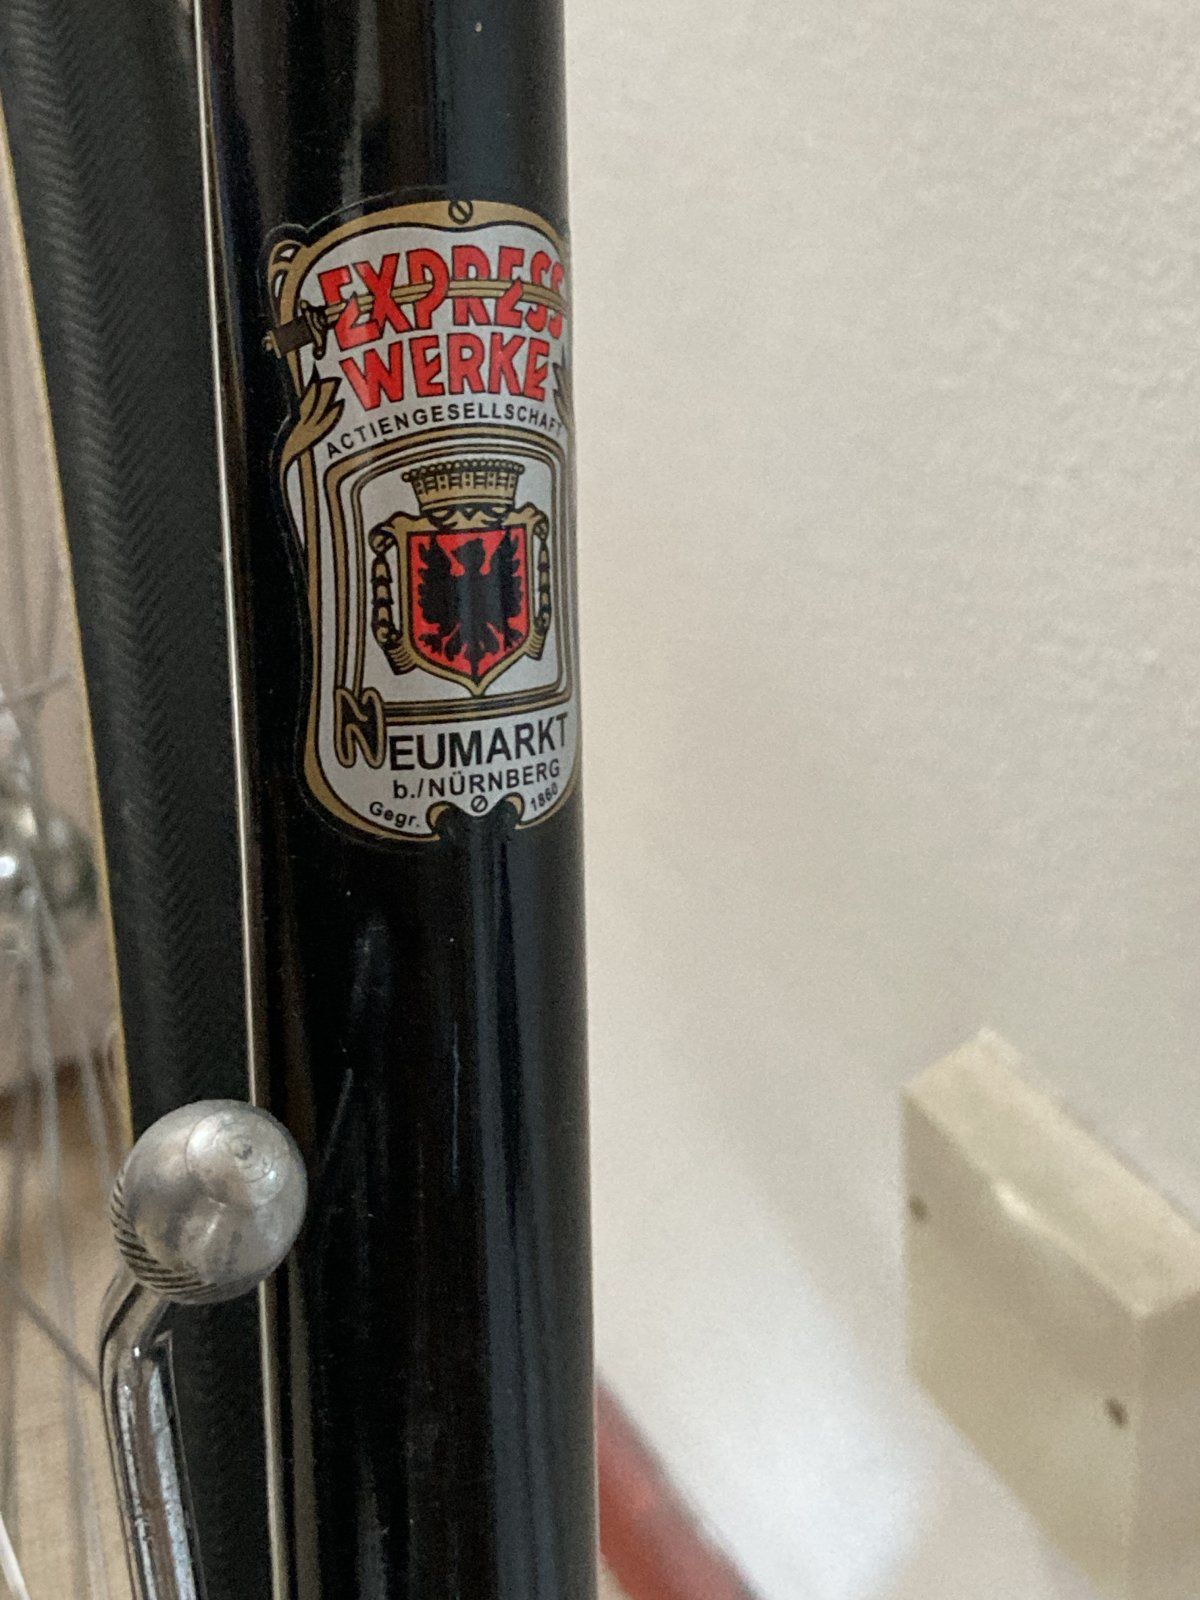 EXPRESS
WERKE
ACTIENGESELLSCHAFT
NEUMARKT
b./NÜRNBERG
Gegr. 1860